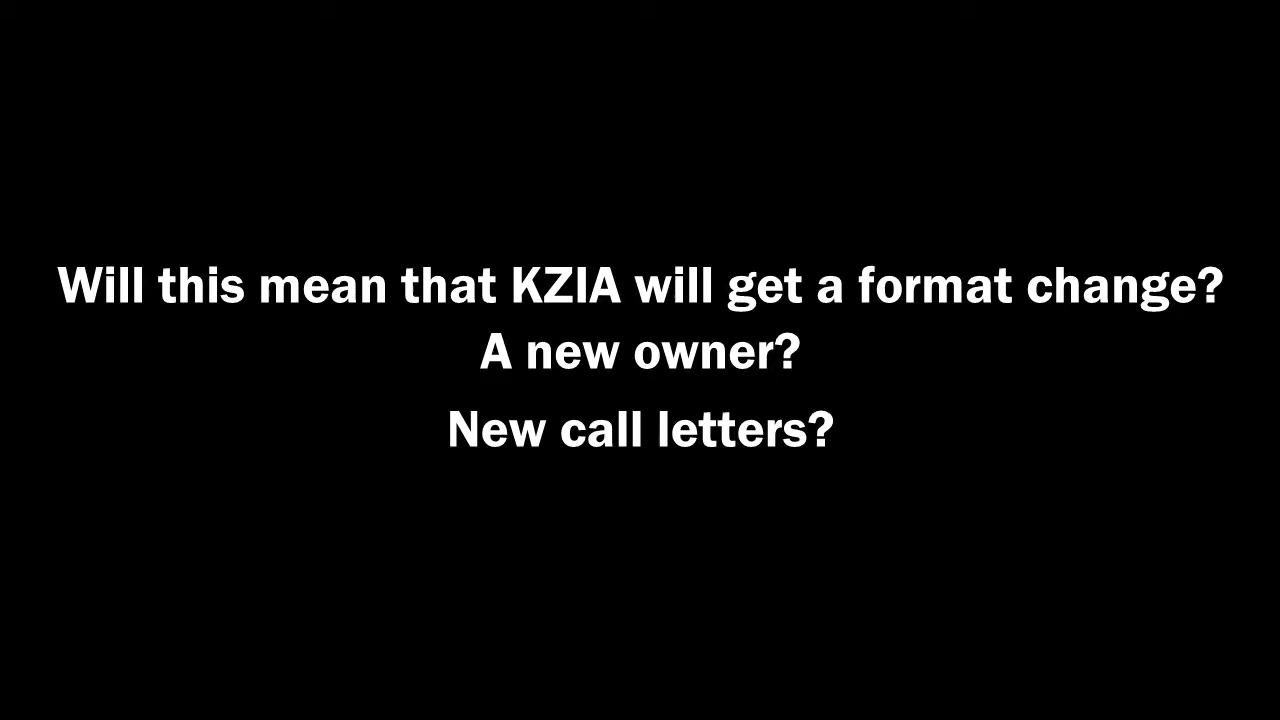 Will this mean that KZIA will get a format change?
A new owner?
New call letters?